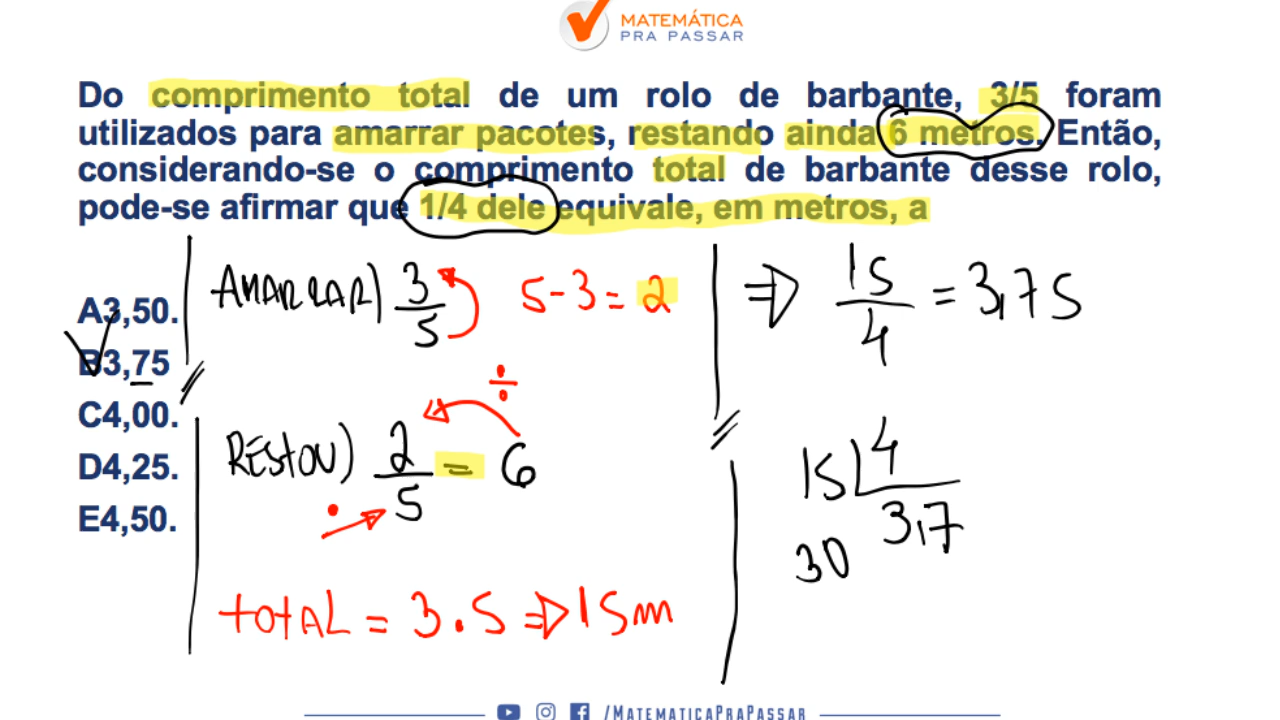 MATEMÁTICA
PRA PASSAR
Do comprimento total de um rolo de barbante, 3/5 foram
utilizados para amarrar pacotes, restando ainda 6 metros. Então,
considerando-se o comprimento total de barbante desse rolo,
pode-se afirmar que 1/4 dele equivale, em metros, a
A3,50.
B3,75
C4,00.
D4,25.
E4,50.
AMARRAR) 3/5 5-3=2
RESTOU) 2/5 = 6
÷
TOTAL = 3.5 ⇒ 15m
⇒ 15/4 = 3,75
15 4
3,7
30
/MATEMATICAPRAPASSAR